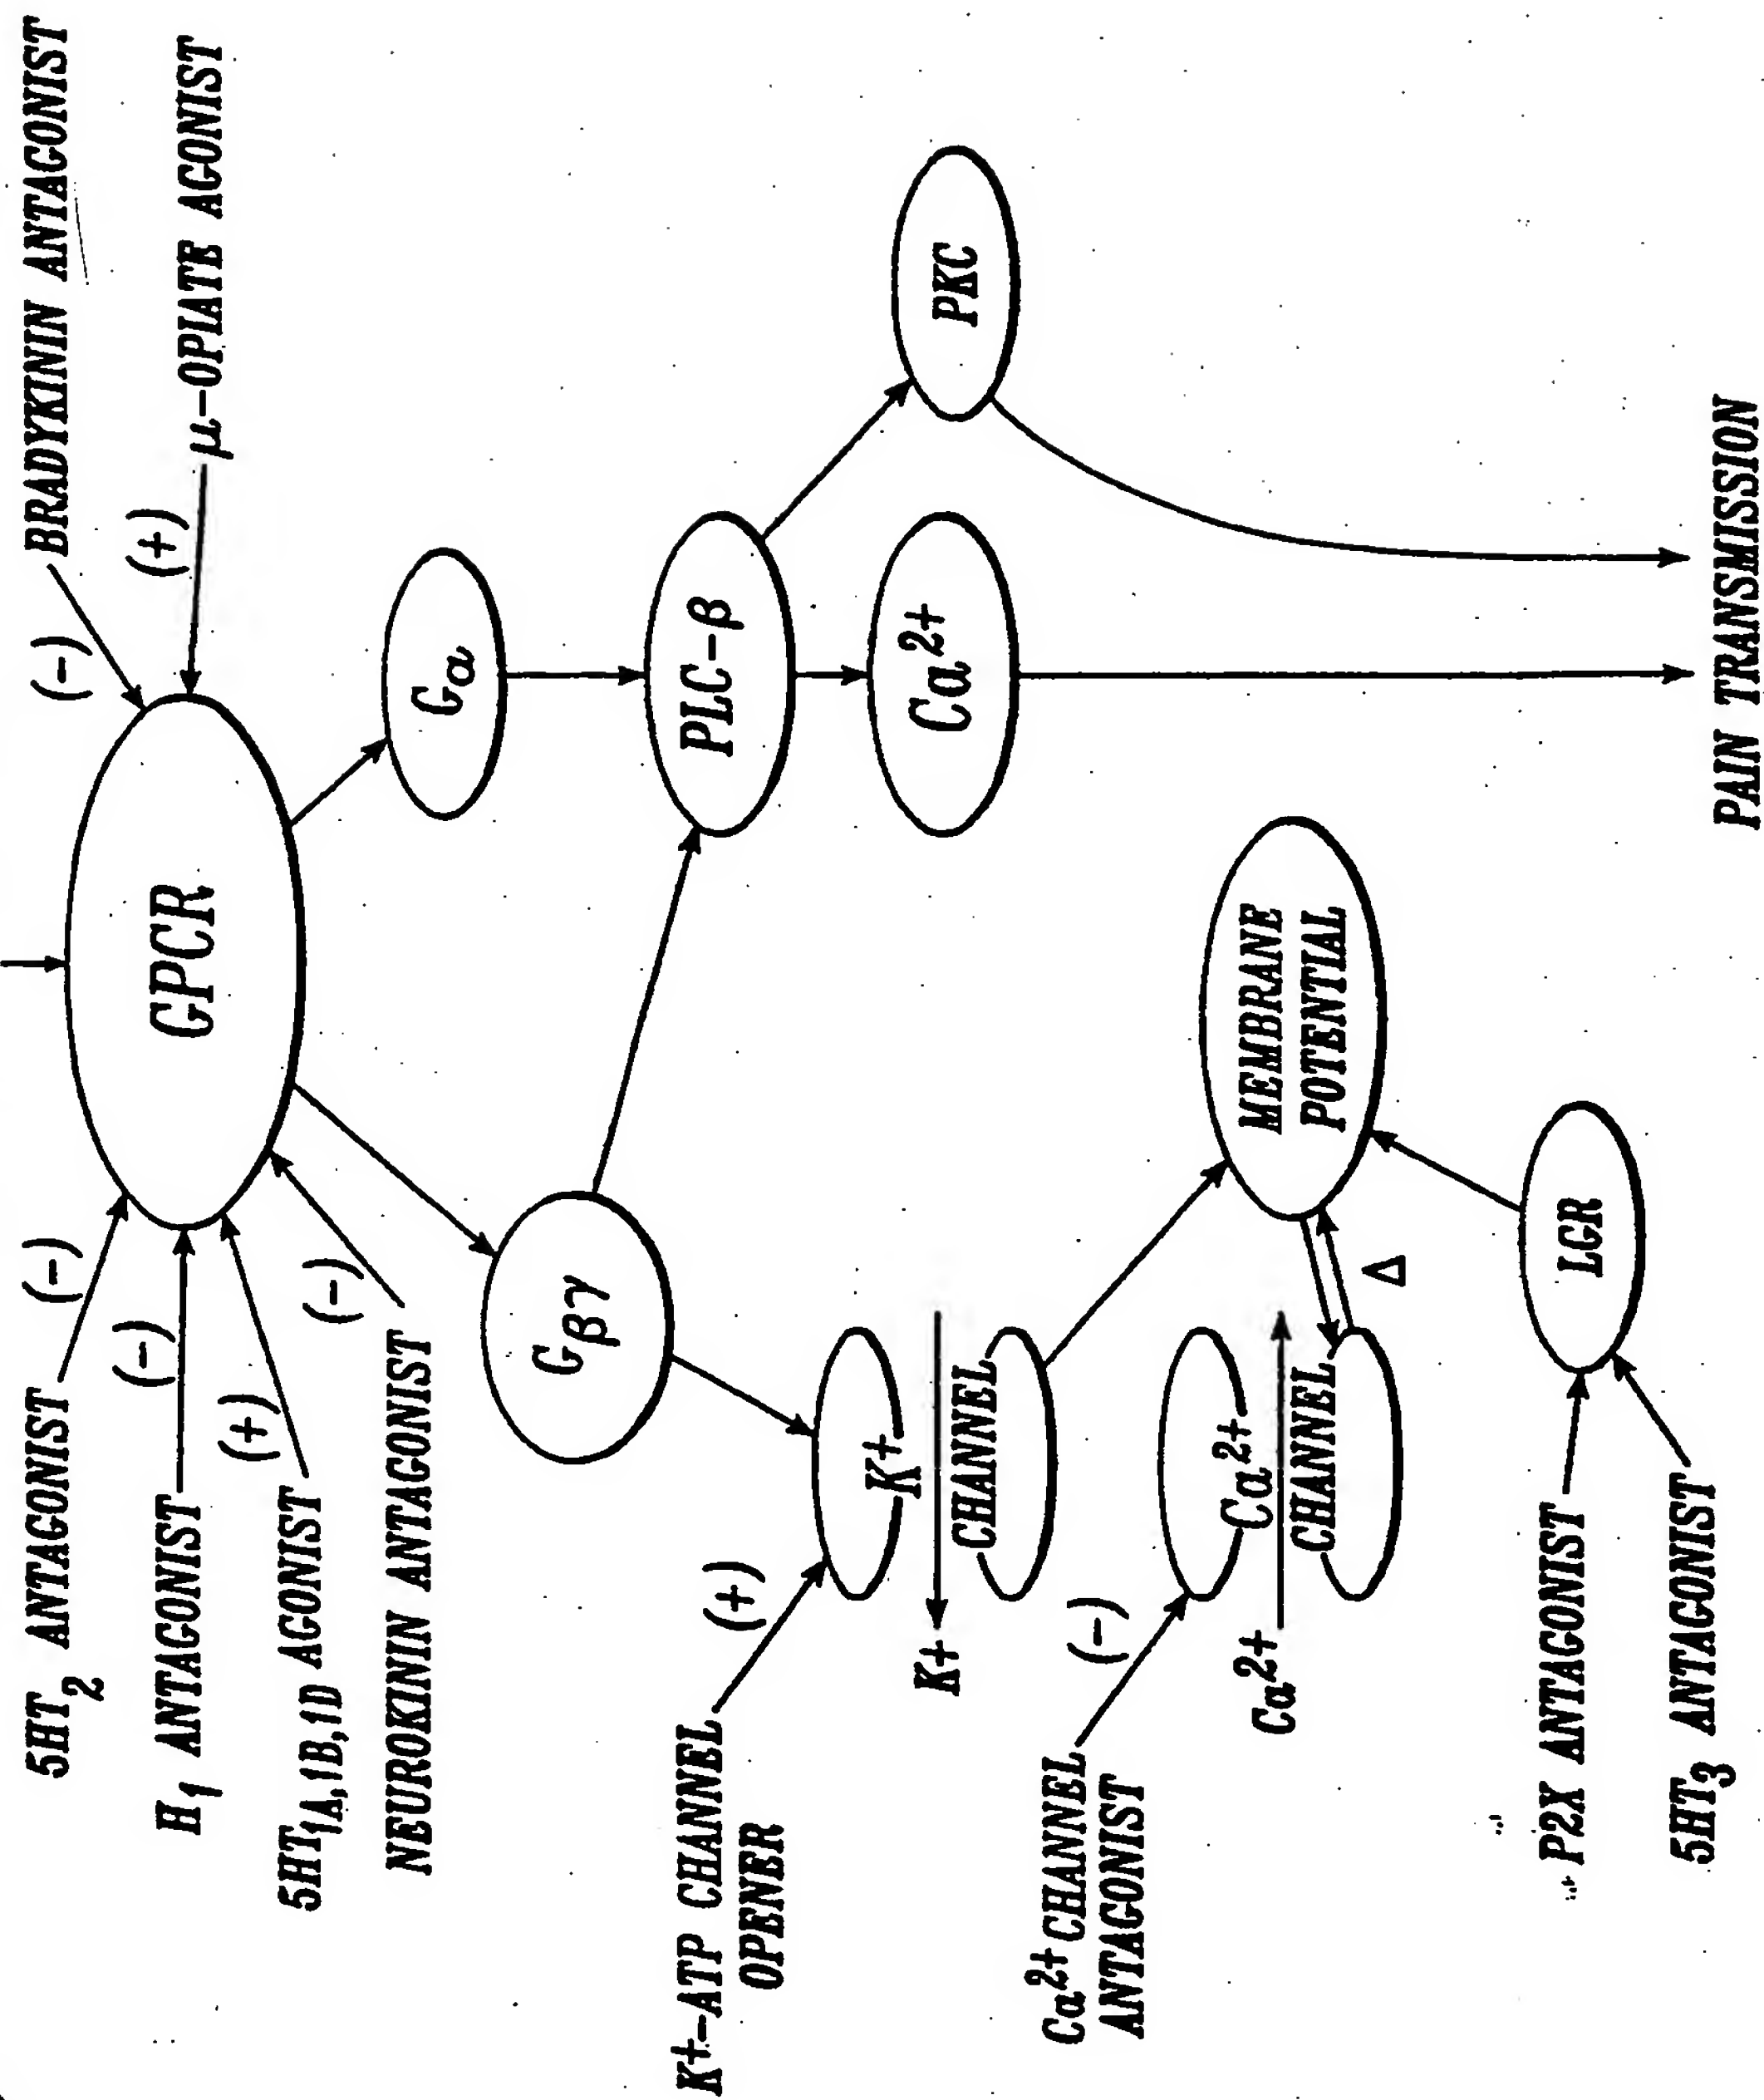 BRADYKININ ANTAGONIST
(-)
μ-OPIATE AGONIST
(+)
GPCR
5HT2 ANTAGONIST
(-)
H1 ANTAGONIST
(-)
5HT1A,1B,1D AGONIST
(+)
NEUROKININ ANTAGONIST
(-)
Gα
Gβγ
PLC-β
Ca2+
PKC
K+-ATP CHANNEL
OPENER
(+)
K+
CHANNEL
K+
Ca2+ CHANNEL
ANTAGONIST
(-)
Ca2+
CHANNEL
Ca2+
Δ
MEMBRANE
POTENTIAL
LGR
P2X ANTAGONIST
5HT3 ANTAGONIST
PAIN TRANSMISSION